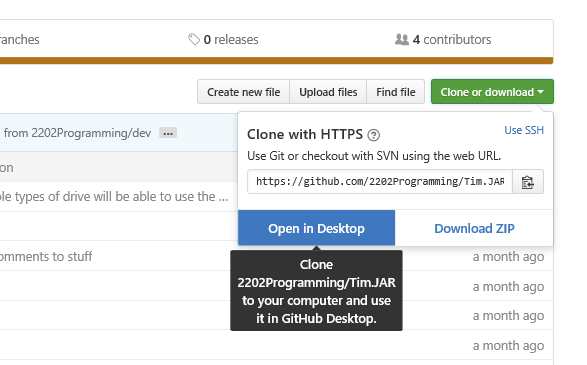 ranches
0 releases
4 contributors
Create new file
Upload files
Find file
Clone or download
from 2202Programming/dev
...
Clone with HTTPS
?
Use SSH
on
Use Git or checkout with SVN using the web URL.
ole types of drive will be able to use the ...
https://github.com/2202Programming/Tim.JAR
Open in Desktop
Download ZIP
omments to stuff
a month ago
Clone
2202Programming/Tim.JAR
to your computer and use
it in GitHub Desktop.
a month ago
a month ago
a month ago